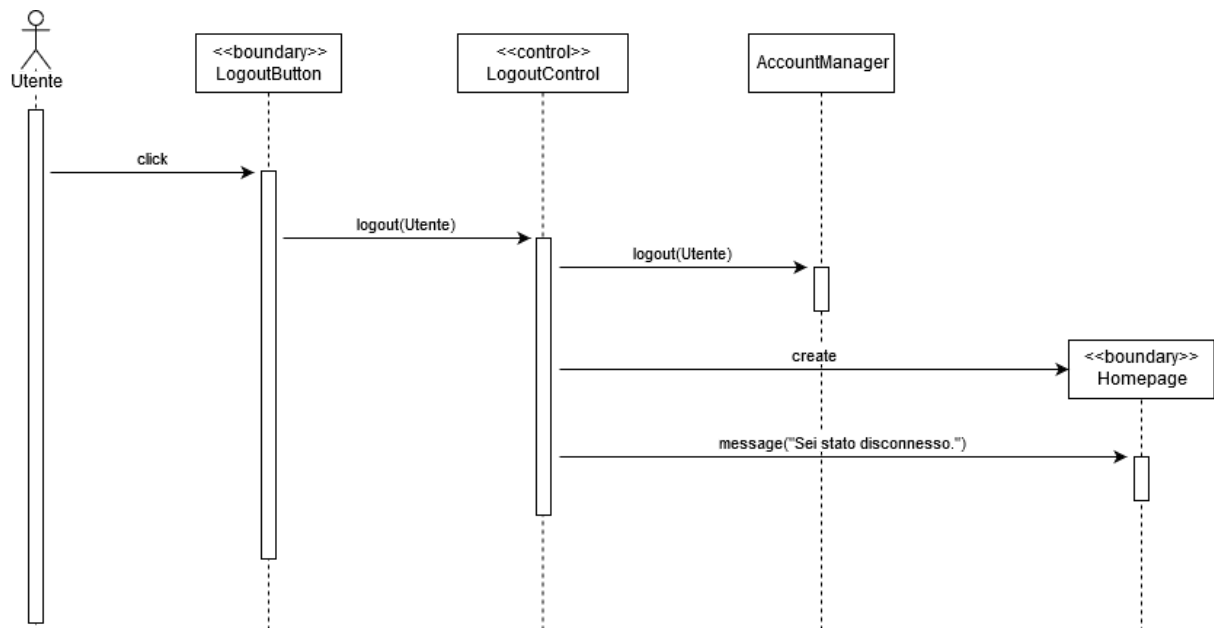 Utente
<<boundary>>
LogoutButton
<<control>>
LogoutControl
AccountManager
click
logout(Utente)
logout(Utente)
create
<<boundary>>
Homepage
message("Sei stato disconnesso.")